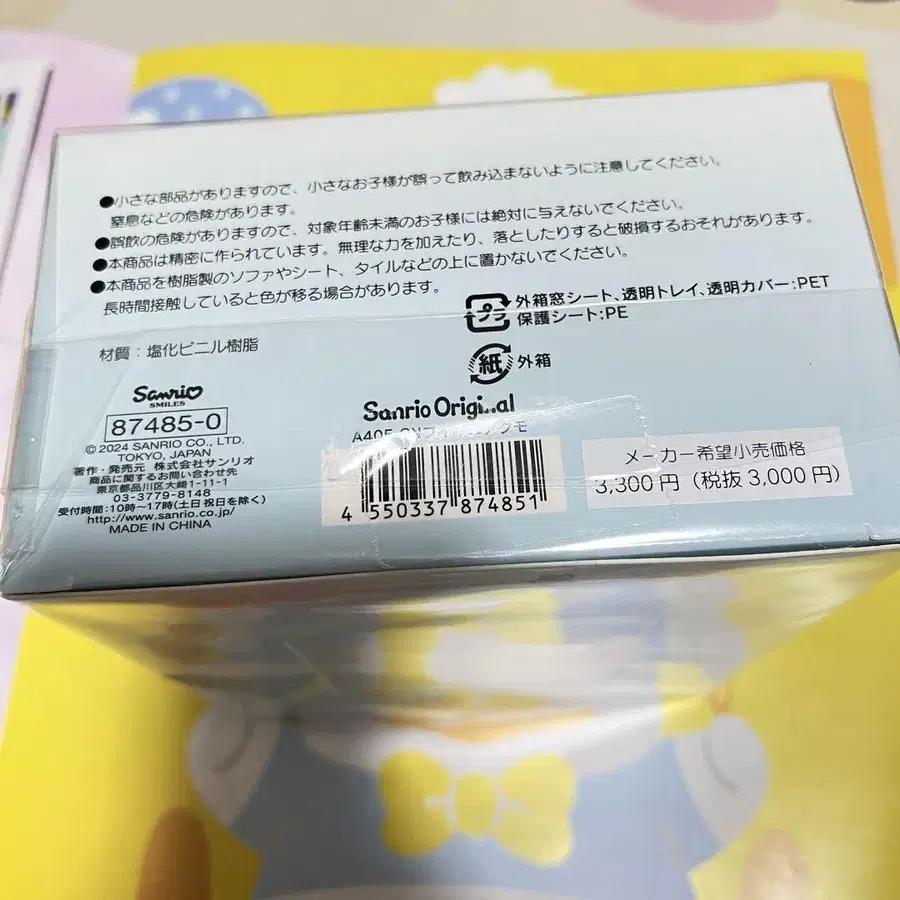 ●小さな部品がありますので、小さなお子様が誤って飲み込まないように注意してください。
窒息などの危険があります。
●誤飲の危険がありますので、対象年齢未満のお子様には絶対に与えないでください。
●本商品は精密に作られています。無理な力を加えたり、落としたりすると破損するおそれがあります。
●本商品を樹脂製のソファやシート、タイルなどの上に置かないでください。
長時間接触していると色が移る場合があります。
プラ 外箱窓シート、透明トレイ、透明カバー:PET
保護シート:PE
紙 外箱
材質:塩化ビニル樹脂
Sanrio
SMILES
87485-0
©2024 SANRIO CO., LTD.
TOKYO, JAPAN
著作・発売元 株式会社サンリオ
商品に関するお問い合わせ先
東京都品川区大崎1-11-1
03-3779-8148
受付時間:10時~17時(土日祝日を除く)
http://www.sanrio.co.jp/
MADE IN CHINA
Sanrio Original
A405
4 550337 874851
メーカー希望小売価格
3,300円(税抜3,000円)